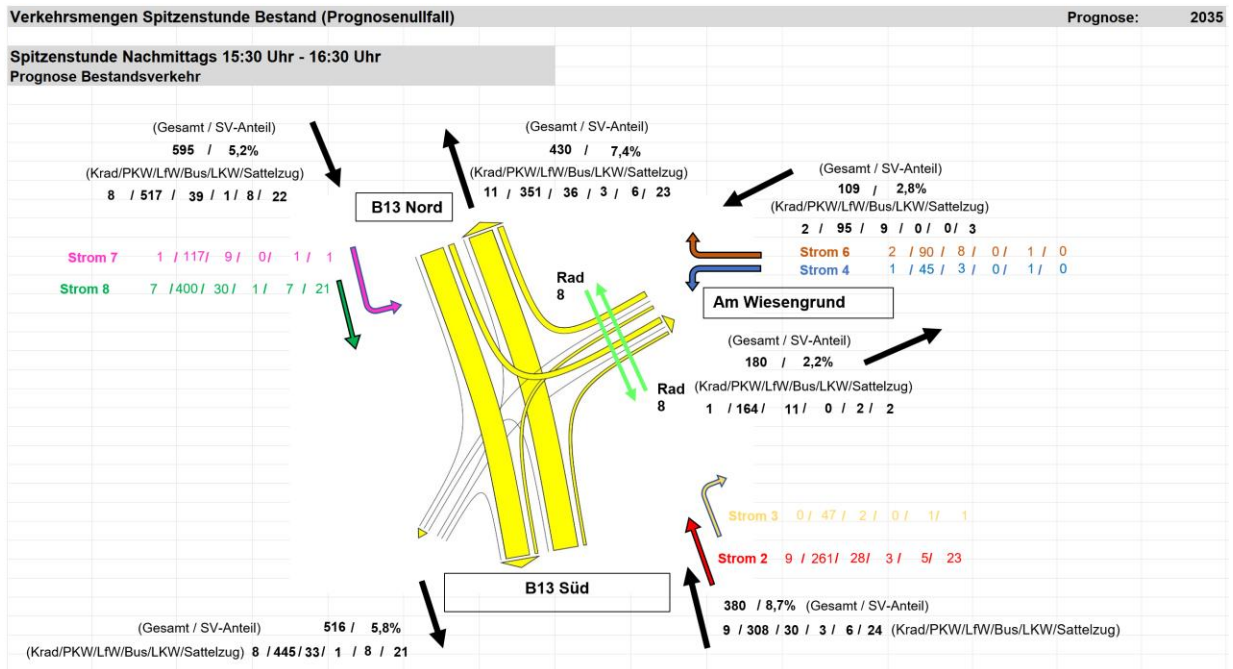 Verkehrsmengen Spitzenstunde Bestand (Prognosenullfall) Prognose: 2035
Spitzenstunde Nachmittags 15:30 Uhr - 16:30 Uhr
Prognose Bestandsverkehr
(Gesamt / SV-Anteil)
595 / 5,2%
(Krad/PKW/LfW/Bus/LKW/Sattelzug)
8 / 517 / 39 / 1 / 8 / 22
(Gesamt / SV-Anteil)
430 / 7,4%
(Krad/PKW/LfW/Bus/LKW/Sattelzug)
11 / 351 / 36 / 3 / 6 / 23
(Gesamt / SV-Anteil)
109 / 2,8%
(Krad/PKW/LfW/Bus/LKW/Sattelzug)
2 / 95 / 9 / 0 / 0 / 3
B13 Nord
Strom 7 1 / 117 / 9 / 0 / 1 / 1
Strom 8 7 / 400 / 30 / 1 / 7 / 21
Strom 6 2 / 90 / 8 / 0 / 1 / 0
Strom 4 1 / 45 / 3 / 0 / 1 / 0
Rad
8
Am Wiesengrund
(Gesamt / SV-Anteil)
180 / 2,2%
(Krad/PKW/LfW/Bus/LKW/Sattelzug)
1 / 164 / 11 / 0 / 2 / 2
Rad
8
Strom 3 0 / 47 / 2 / 0 / 1 / 1
Strom 2 9 / 261 / 28 / 3 / 5 / 23
B13 Süd
380 / 8,7% (Gesamt / SV-Anteil)
9 / 308 / 30 / 3 / 6 / 24 (Krad/PKW/LfW/Bus/LKW/Sattelzug)
(Gesamt / SV-Anteil) 516 / 5,8%
(Krad/PKW/LfW/Bus/LKW/Sattelzug) 8 / 445 / 33 / 1 / 8 / 21